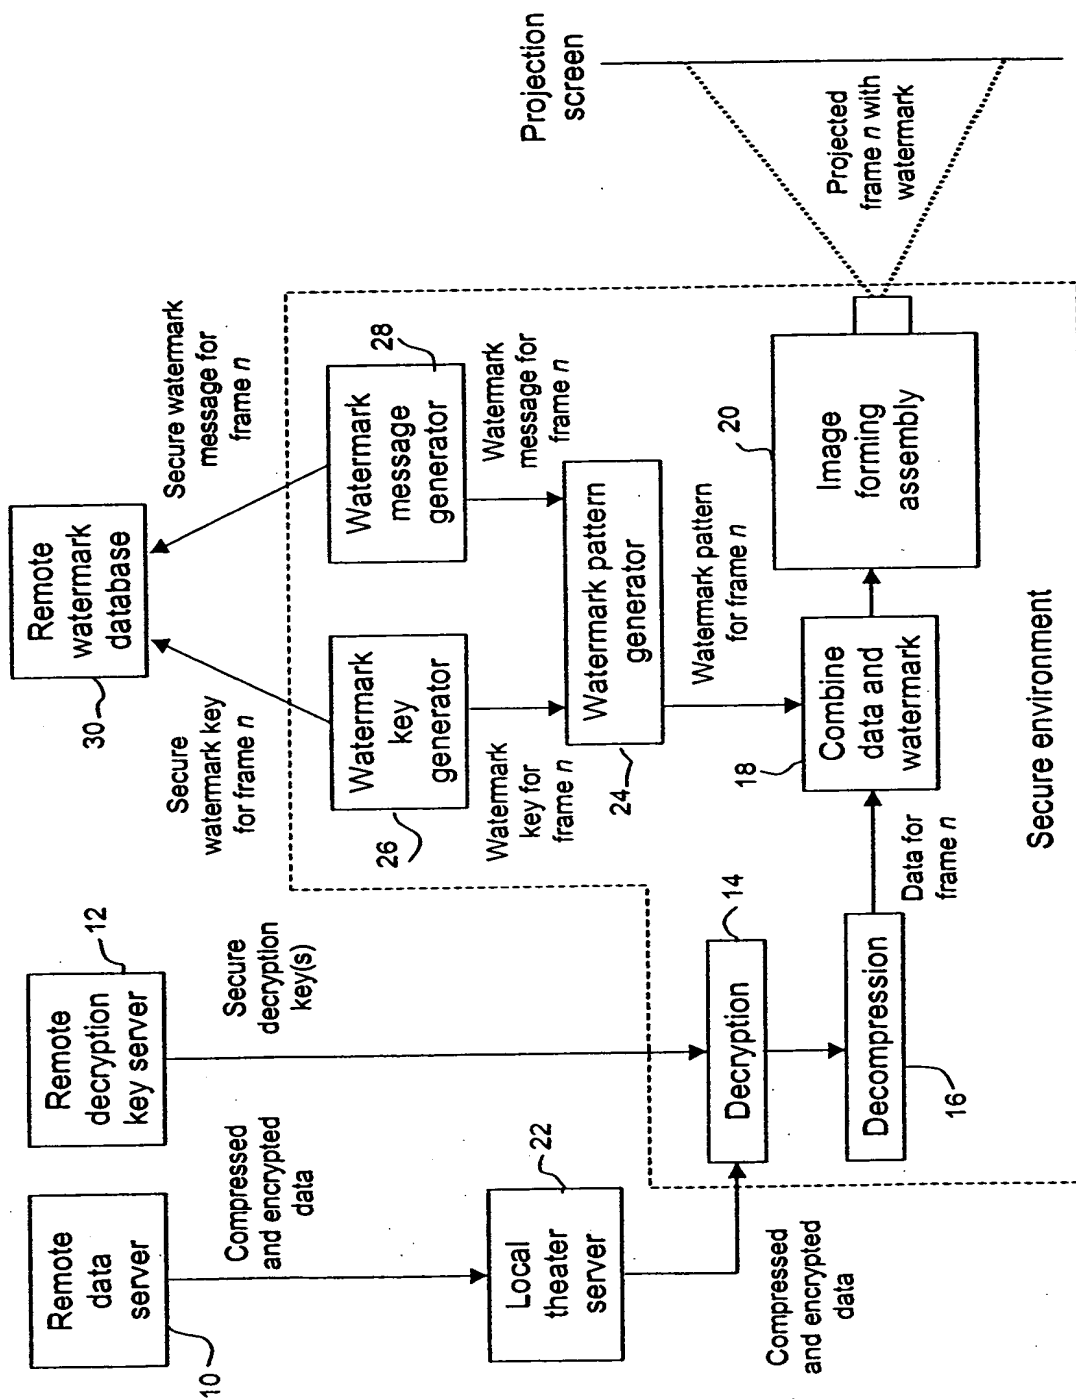 Remote
data
server
10
Compressed
and encrypted
data
Local
theater
server
22
Compressed
and encrypted
data
Remote
decryption
key server
12
Secure
decryption
key(s)
Decryption
14
Decompression
16
Data for
frame n
Remote
watermark
database
30
Secure
watermark key
for frame n
Secure watermark
message for
frame n
Watermark
key
generator
26
Watermark
message
generator
28
Watermark
key for
frame n
Watermark
message for
frame n
Watermark pattern
generator
24
Watermark pattern
for frame n
Combine
data and
watermark
18
Image
forming
assembly
20
Secure environment
Projected
frame n with
watermark
Projection
screen